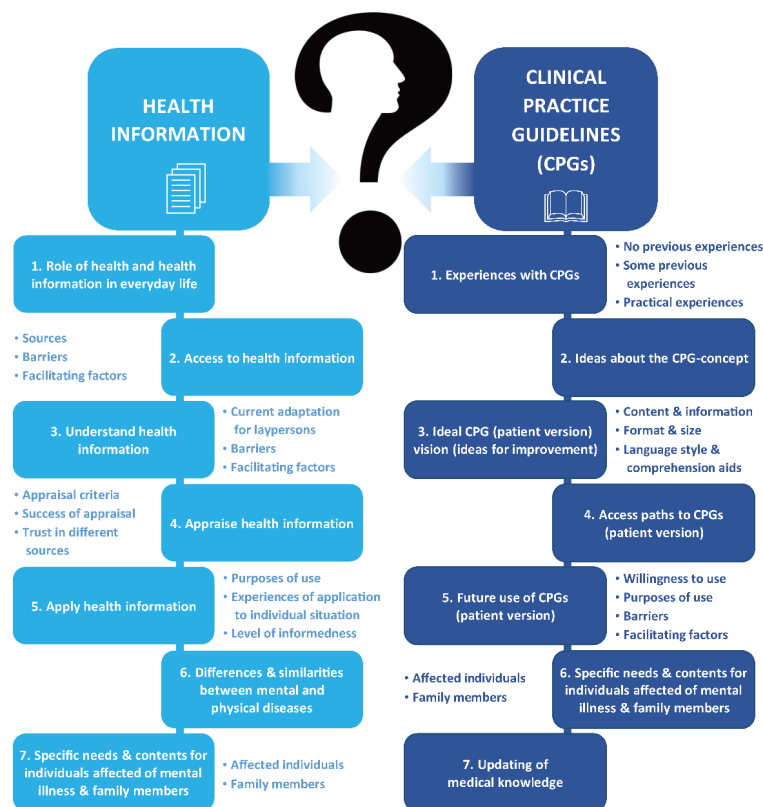 HEALTH
INFORMATION
1. Role of health and health
information in everyday life
• Sources
• Barriers
• Facilitating factors
2. Access to health information
3. Understand health
information
• Current adaptation
for laypersons
• Barriers
• Facilitating factors
• Appraisal criteria
• Success of appraisal
• Trust in different
sources
4. Appraise health information
5. Apply health information
• Purposes of use
• Experiences of application
to individual situation
• Level of informedness
6. Differences & similarities
between mental and
physical diseases
7. Specific needs & contents for
individuals affected of mental
illness & family members
• Affected individuals
• Family members
CLINICAL
PRACTICE
GUIDELINES
(CPGs)
1. Experiences with CPGs
• No previous experiences
• Some previous
experiences
• Practical experiences
2. Ideas about the CPG-concept
3. Ideal CPG (patient version)
vision (ideas for improvement)
• Content & information
• Format & size
• Language style &
comprehension aids
4. Access paths to CPGs
(patient version)
5. Future use of CPGs
(patient version)
• Willingness to use
• Purposes of use
• Barriers
• Facilitating factors
• Affected individuals
• Family members
6. Specific needs & contents for
individuals affected of mental
illness & family members
7. Updating of
medical knowledge